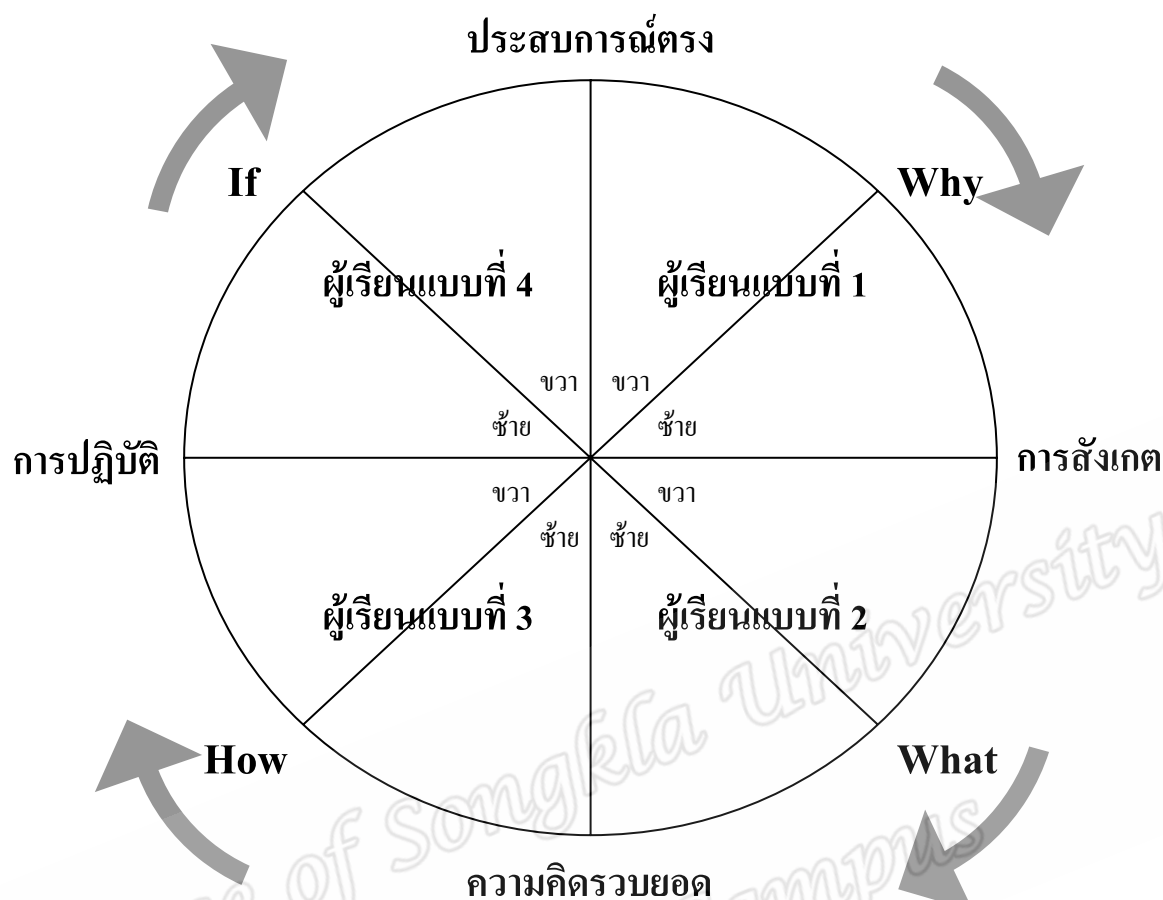 ประสบการณ์ตรง
If
Why
ผู้เรียนแบบที่ 4
ผู้เรียนแบบที่ 1
ขวา
ขวา
ซ้าย
ซ้าย
การปฏิบัติ
การสังเกต
ขวา
ขวา
ซ้าย
ซ้าย
ผู้เรียนแบบที่ 3
ผู้เรียนแบบที่ 2
How
What
ความคิดรวบยอด
of Songkla University